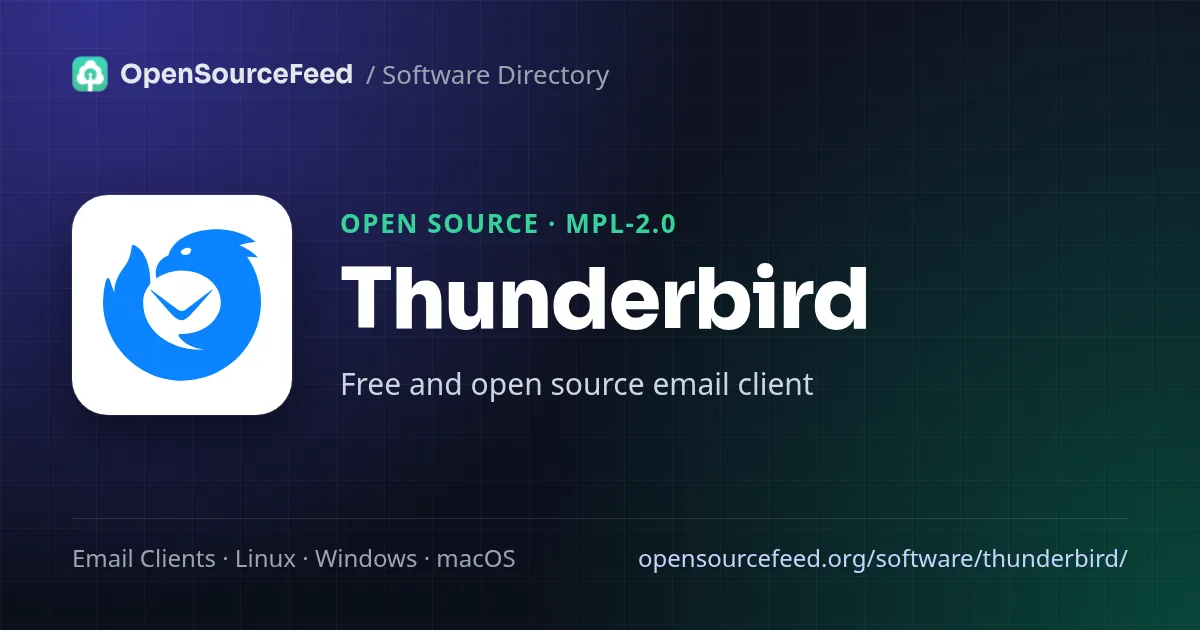 OpenSourceFeed / Software Directory
OPEN SOURCE · MPL-2.0
Thunderbird
Free and open source email client
Email Clients · Linux · Windows · macOS
opensourcefeed.org/software/thunderbird/